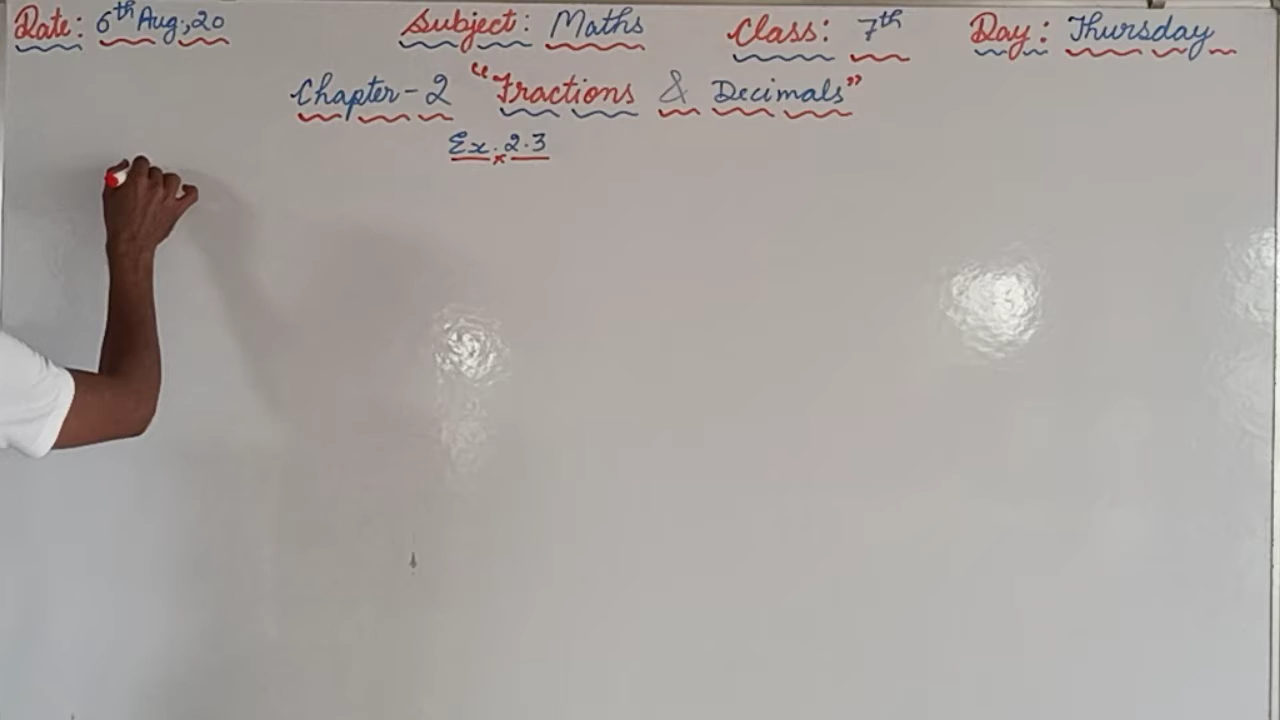 Date: 6th Aug;20 Subject: Maths Class: 7th Day: Thursday
Chapter-2 "Fractions & Decimals"
Ex. 2.3